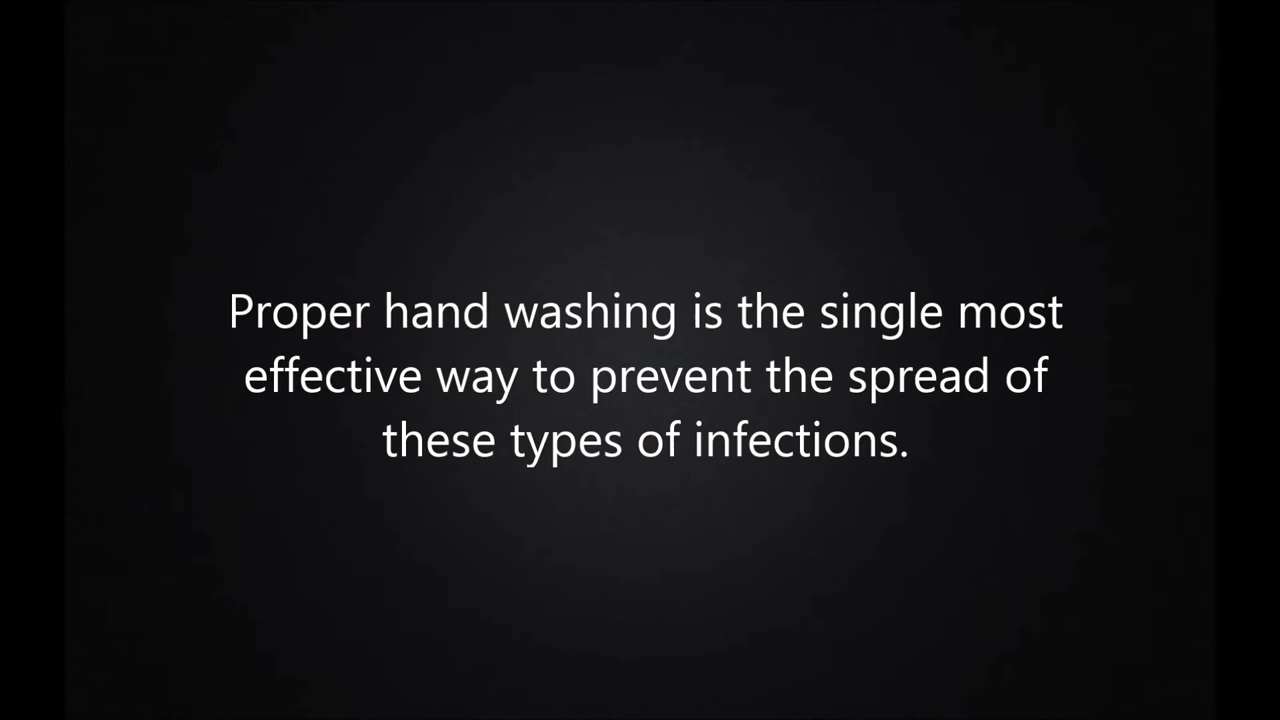 Proper hand washing is the single most
effective way to prevent the spread of
these types of infections.